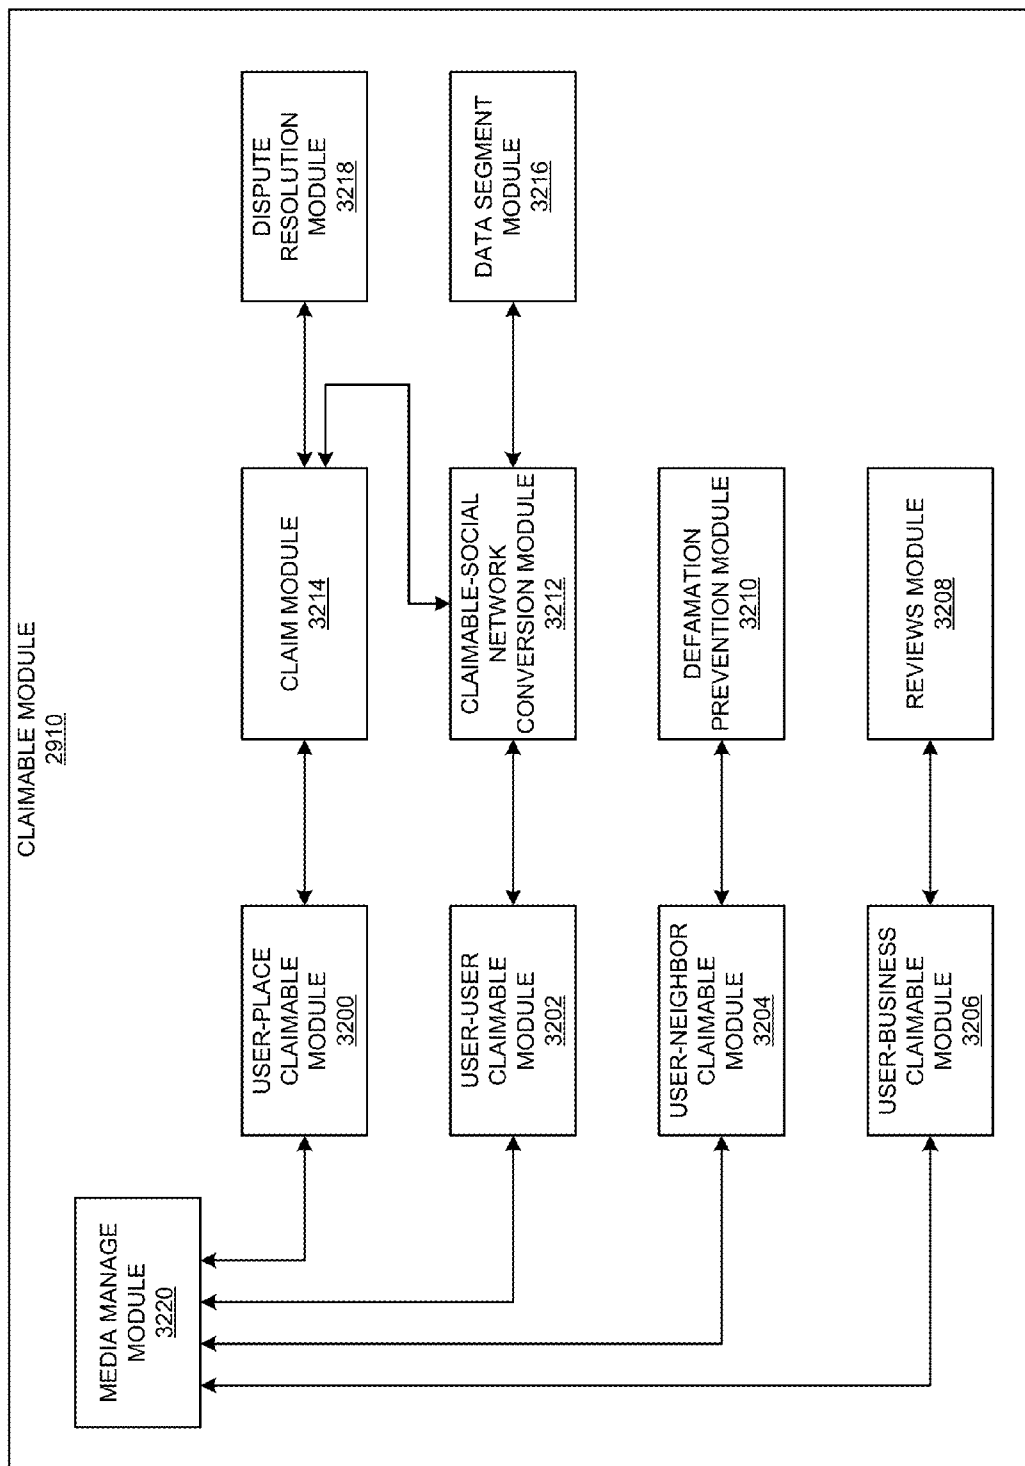 CLAIMABLE MODULE
2910
MEDIA MANAGE
MODULE
3220
USER-PLACE
CLAIMABLE
MODULE
3200
CLAIM MODULE
3214
DISPUTE
RESOLUTION
MODULE
3218
USER-USER
CLAIMABLE
MODULE
3202
CLAIMABLE-SOCIAL
NETWORK
CONVERSION MODULE
3212
DATA SEGMENT
MODULE
3216
USER-NEIGHBOR
CLAIMABLE
MODULE
3204
DEFAMATION
PREVENTION MODULE
3210
USER-BUSINESS
CLAIMABLE
MODULE
3206
REVIEWS MODULE
3208